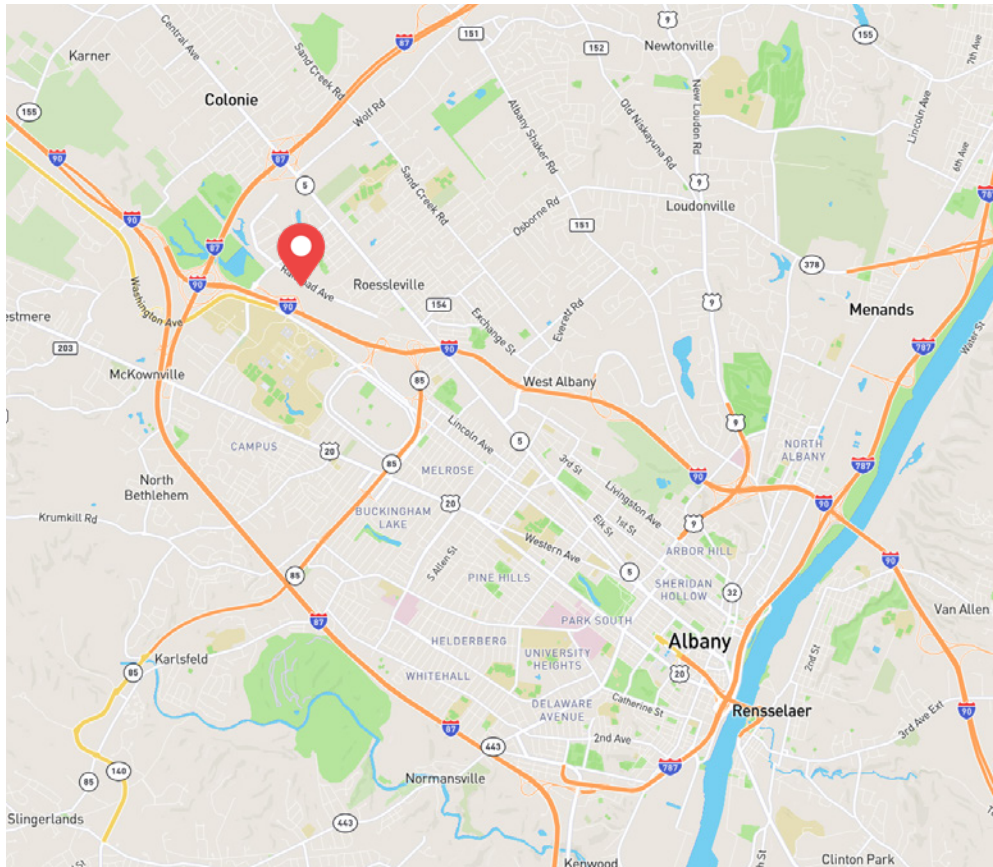 Karner
Central Ave
Sand Creek Rd
87
151
9
Newtonville
152
155
7th Ave
Colonie
155
Wolf Rd
Albany Shaker Rd
Old Niskayuna Rd
New Loudon Rd
Lincoln Ave
6th Ave
90
87
5
Sand Creek Rd
9
Loudonville
787
90
87
Osborne Rd
151
378
Washington Ave
90
Railroad Ave
90
Roessleville
154
Exchange St
Everett Rd
9
Menands
Water St
estmere
203
McKownville
90
85
West Albany
787
CAMPUS
20
Lincoln Ave
5
9
NORTH
ALBANY
85
MELROSE
3rd St
787
North
Bethlehem
20
Livingston Ave
90
90
Krumkill Rd
BUCKINGHAM
LAKE
Elk St
1st St
9
Western Ave
ARBOR HILL
90
S Allen St
85
PINE HILLS
5
SHERIDAN
HOLLOW
32
Van Allen
87
PARK SOUTH
HELDERBERG
Albany
2nd St
Karlsfeld
85
UNIVERSITY
HEIGHTS
WHITEHALL
20
DELAWARE
AVENUE
Catherine St
Rensselaer
90
87
443
2nd Ave
3rd Ave Ext
85
140
Normansville
787
Slingerlands
443
Kenwood
Clinton Park